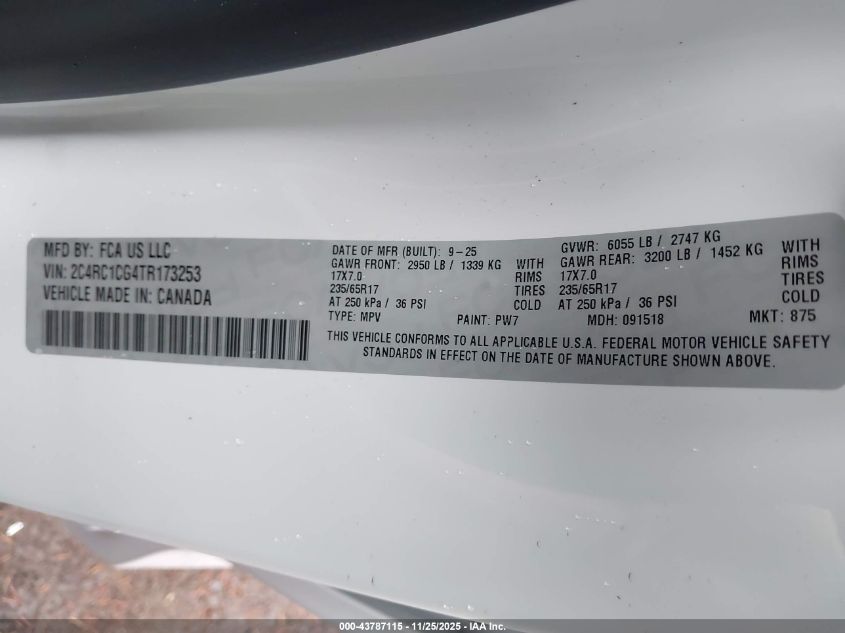 MFD BY: FCA US LLC
VIN: 2C4RC1CG4TR173253
VEHICLE MADE IN: CANADA
DATE OF MFR (BUILT): 9-25 GVWR: 6055 LB / 2747 KG
GAWR FRONT: 2950 LB / 1339 KG WITH GAWR REAR: 3200 LB / 1452 KG WITH
17X7.0 RIMS 17X7.0 RIMS
235/65R17 TIRES 235/65R17 TIRES
AT 250 kPa / 36 PSI COLD AT 250 kPa / 36 PSI COLD
TYPE: MPV PAINT: PW7 MDH: 091518 MKT: 875
THIS VEHICLE CONFORMS TO ALL APPLICABLE U.S.A. FEDERAL MOTOR VEHICLE SAFETY
STANDARDS IN EFFECT ON THE DATE OF MANUFACTURE SHOWN ABOVE.
000-43787115 - 11/25/2025 - IAA Inc.